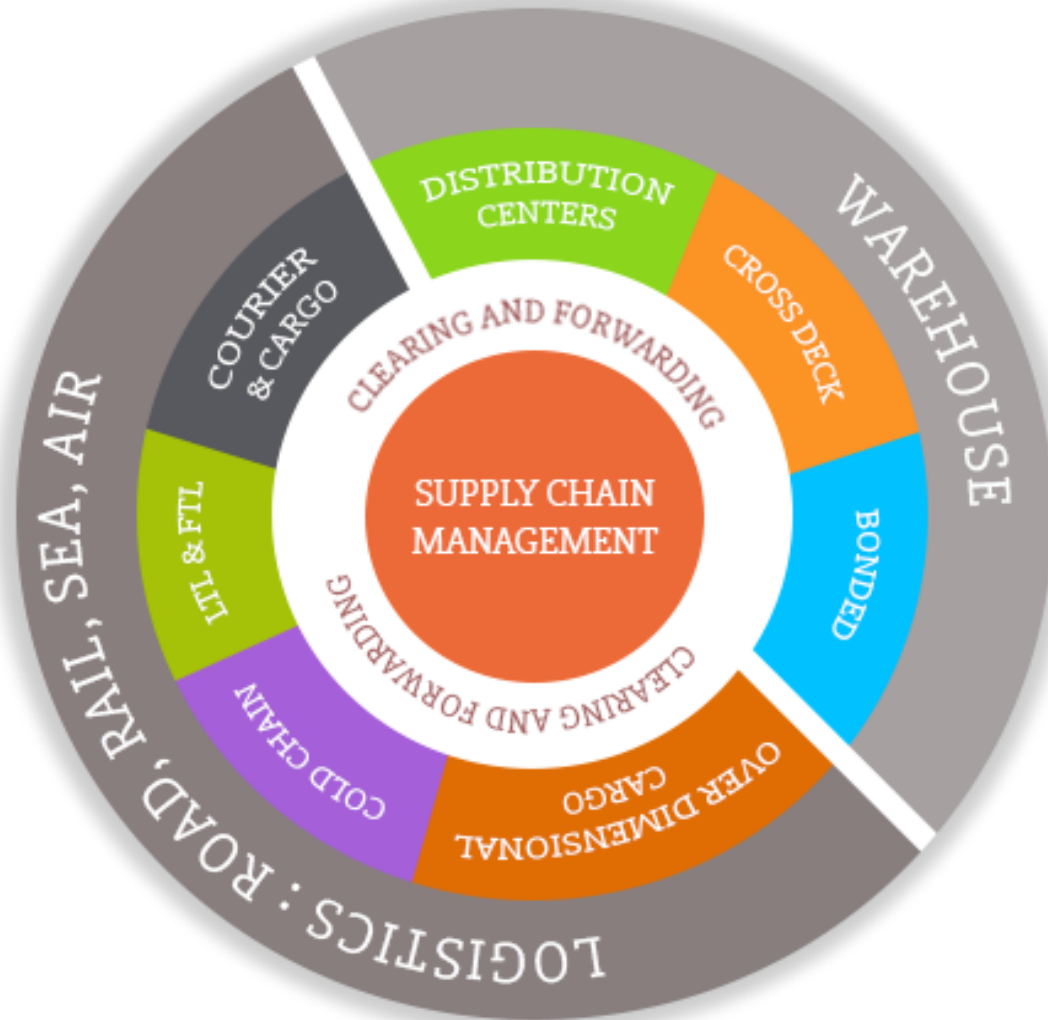 SUPPLY CHAIN
MANAGEMENT
CLEARING AND FORWARDING
CLEARING AND FORWARDING
DISTRIBUTION
CENTERS
CROSS DECK
BONDED
OVER DIMENSIONAL
CARGO
COLD CHAIN
LTL & FTL
COURIER
& CARGO
WAREHOUSE
LOGISTICS : ROAD, RAIL, SEA, AIR